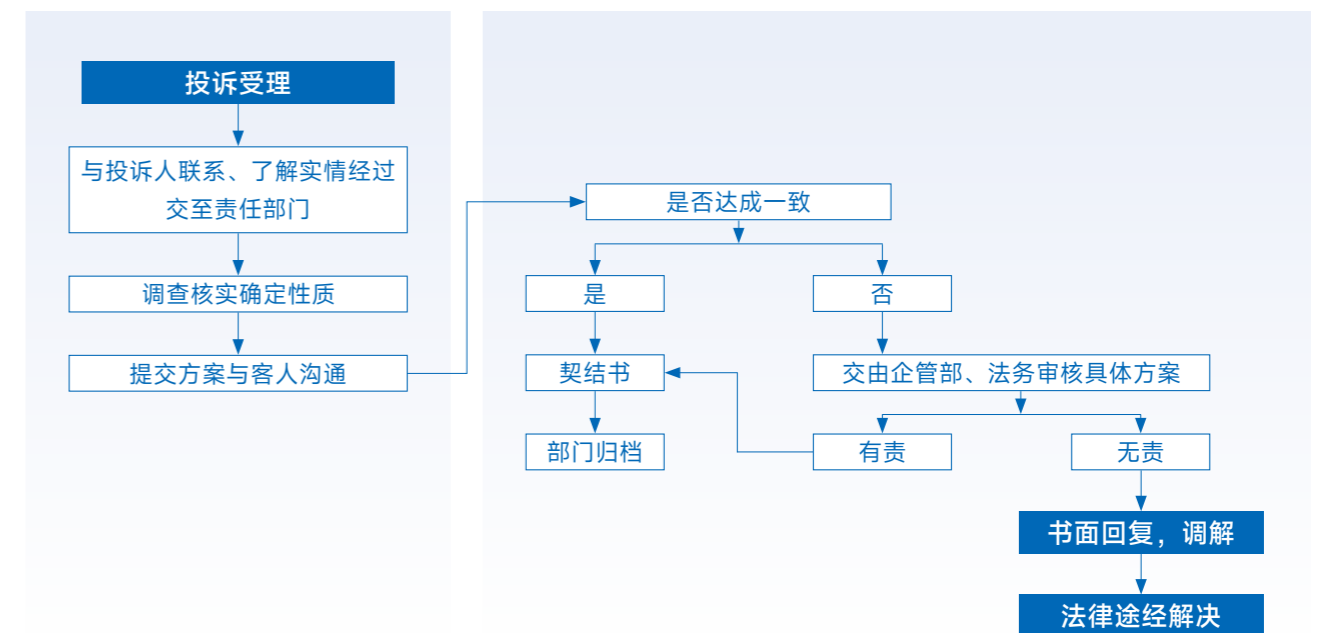 投诉受理
与投诉人联系、了解实情经过
交至责任部门
调查核实确定性质
提交方案与客人沟通
是否达成一致
是
否
契结书
交由企管部、法务审核具体方案
部门归档
有责
无责
书面回复，调解
法律途经解决